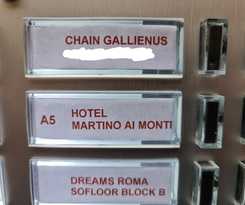 CHAIN GALLIENUS
A5 HOTEL
MARTINO AI MONTI
DREAMS ROMA
SOFLOOR BLOCK B